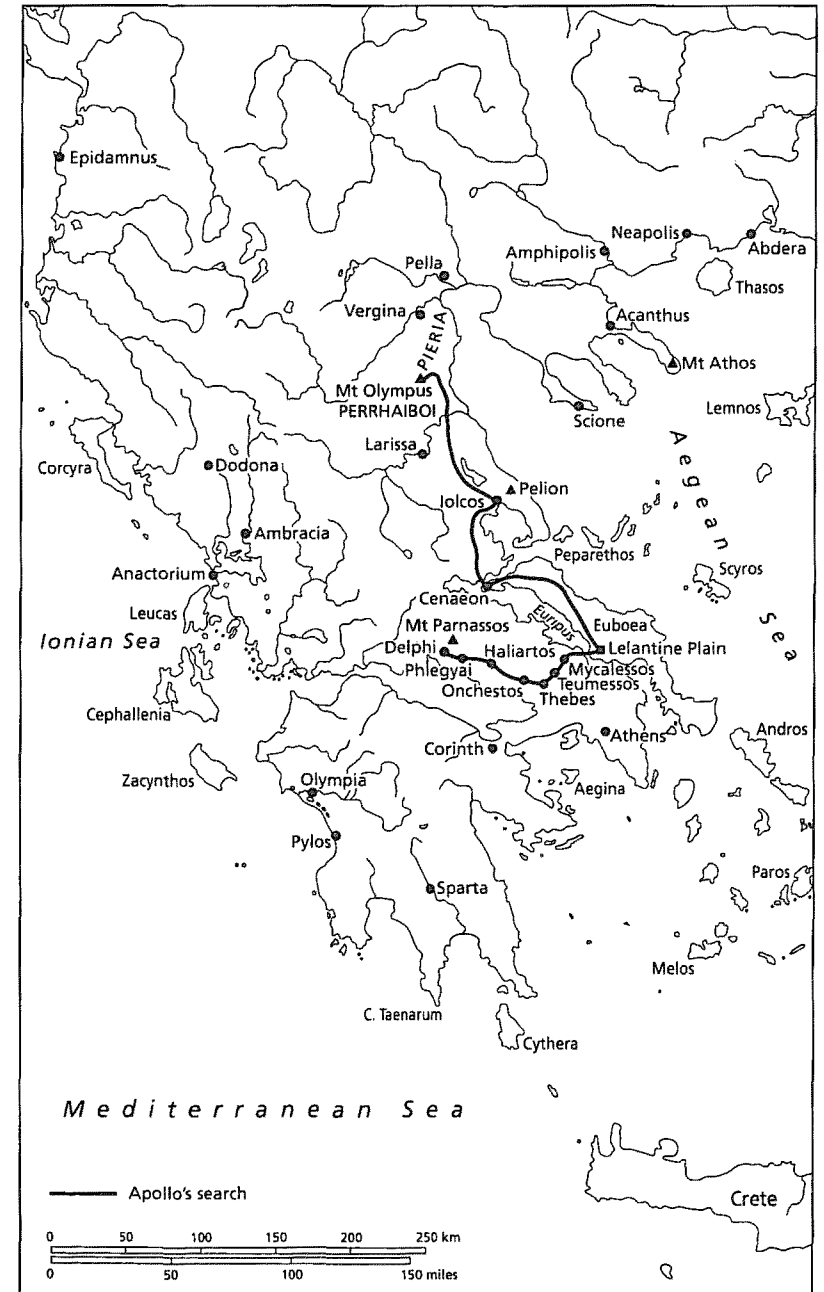 Epidamnus
Neapolis
Amphipolis
Abdera
Pella
Thasos
Vergina
Acanthus
PIERIA
Mt Athos
Mt Olympus
PERRHAIBOI
Lemnos
Scione
Larissa
Corcyra
Dodona
Aegean Sea
Pelion
Iolcos
Ambracia
Peparethos
Anactorium
Scyros
Cenaeon
Leucas
Euripus
Euboea
Mt Parnassos
Ionian Sea
Delphi
Haliartos
Lelantine Plain
Phlegyai
Mycalessos
Onchestos
Teumessos
Thebes
Cephallenia
Andros
Athens
Corinth
Zacynthos
Olympia
Aegina
Pylos
Paros
Sparta
Melos
C. Taenarum
Cythera
Mediterranean Sea
Apollo's search
Crete
0 50 100 150 200 250 km
0 50 100 150 miles